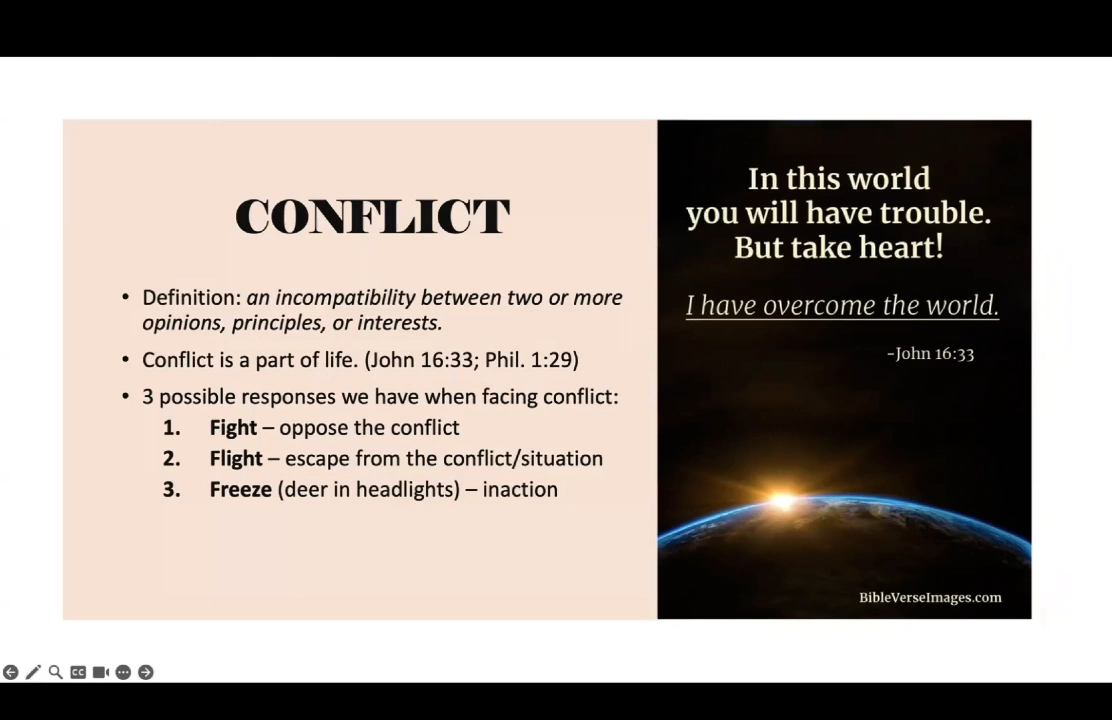 CONFLICT
• Definition: an incompatibility between two or more
opinions, principles, or interests.
• Conflict is a part of life. (John 16:33; Phil. 1:29)
• 3 possible responses we have when facing conflict:
1. Fight – oppose the conflict
2. Flight – escape from the conflict/situation
3. Freeze (deer in headlights) – inaction
In this world
you will have trouble.
But take heart!
I have overcome the world.
-John 16:33
BibleVerseImages.com
CC